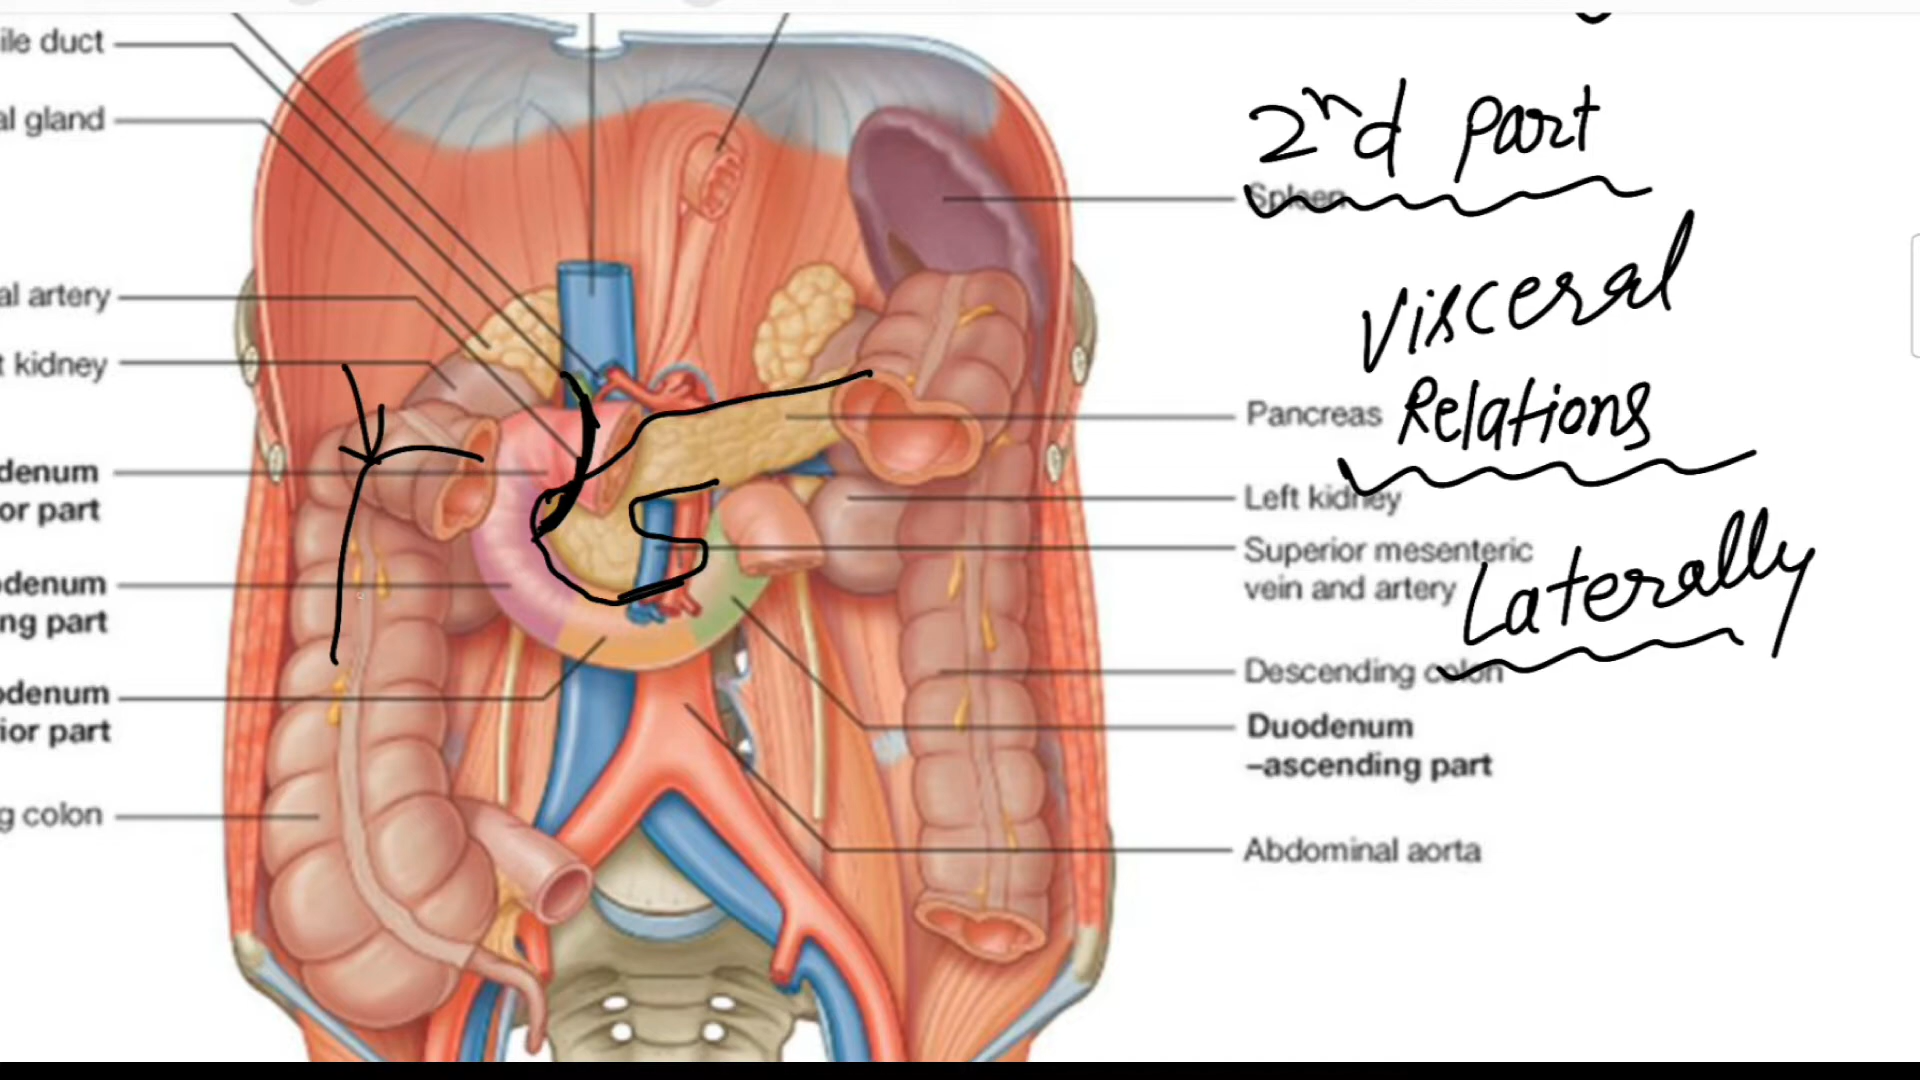 ile duct
al gland
2nd part
Spleen
Visceral
Relations
al artery
t kidney
Pancreas
denum
or part
Left kidney
Superior mesenteric
vein and artery
Laterally
odenum
ng part
Descending colon
odenum
ior part
Duodenum
–ascending part
g colon
Abdominal aorta